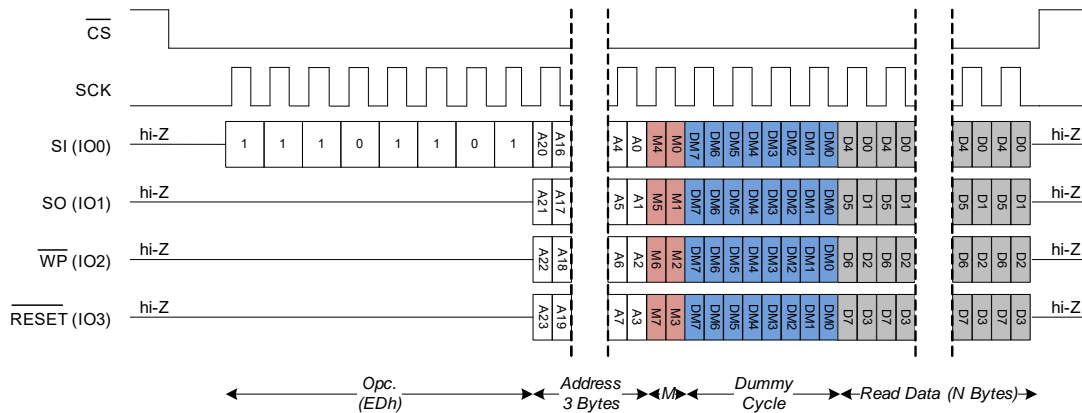 CS
SCK
SI (IO0) hi-Z 1 1 1 0 1 1 0 1 A20 A16 A4 A0 M4 M0 DM7 DM6 DM5 DM4 DM3 DM2 DM1 DM0 D4 D0 D4 D0 D4 D0 D4 D0 hi-Z
SO (IO1) hi-Z A21 A17 A5 A1 M5 M1 DM7 DM6 DM5 DM4 DM3 DM2 DM1 DM0 D5 D1 D5 D1 D5 D1 D5 D1 hi-Z
WP (IO2) hi-Z A22 A18 A6 A2 M6 M2 DM7 DM6 DM5 DM4 DM3 DM2 DM1 DM0 D6 D2 D6 D2 D6 D2 D6 D2 hi-Z
RESET (IO3) hi-Z A23 A19 A7 A3 M7 M3 DM7 DM6 DM5 DM4 DM3 DM2 DM1 DM0 D7 D3 D7 D3 D7 D3 D7 D3 hi-Z
Opc. Address M Dummy Read Data (N Bytes)
(EDh) 3 Bytes Cycle